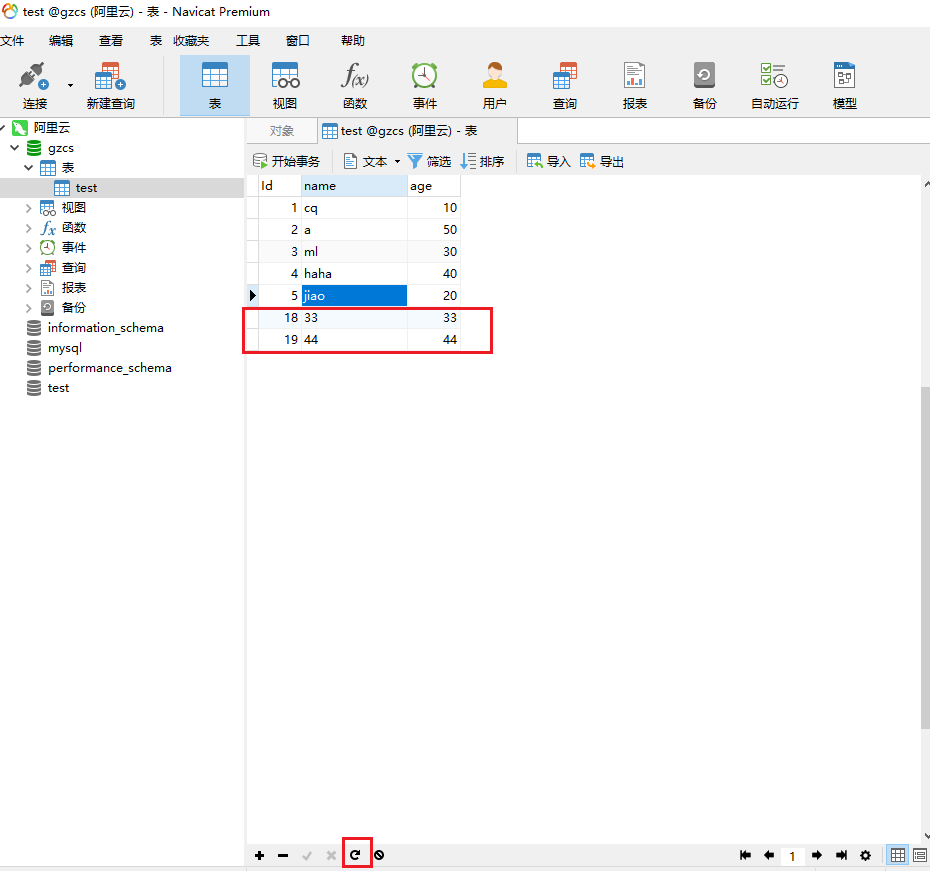 test @gzcs (阿里云) - 表 - Navicat Premium
文件 编辑 查看 表 收藏夹 工具 窗口 帮助
连接 新建查询 表 视图 函数 事件 用户 查询 报表 备份 自动运行 模型
阿里云
gzcs
表
test
视图
函数
事件
查询
报表
备份
information_schema
mysql
performance_schema
test
对象 test @gzcs (阿里云) - 表
开始事务 文本 筛选 排序 导入 导出
Id name age
1 cq 10
2 a 50
3 ml 30
4 haha 40
5 jiao 20
18 33 33
19 44 44
1